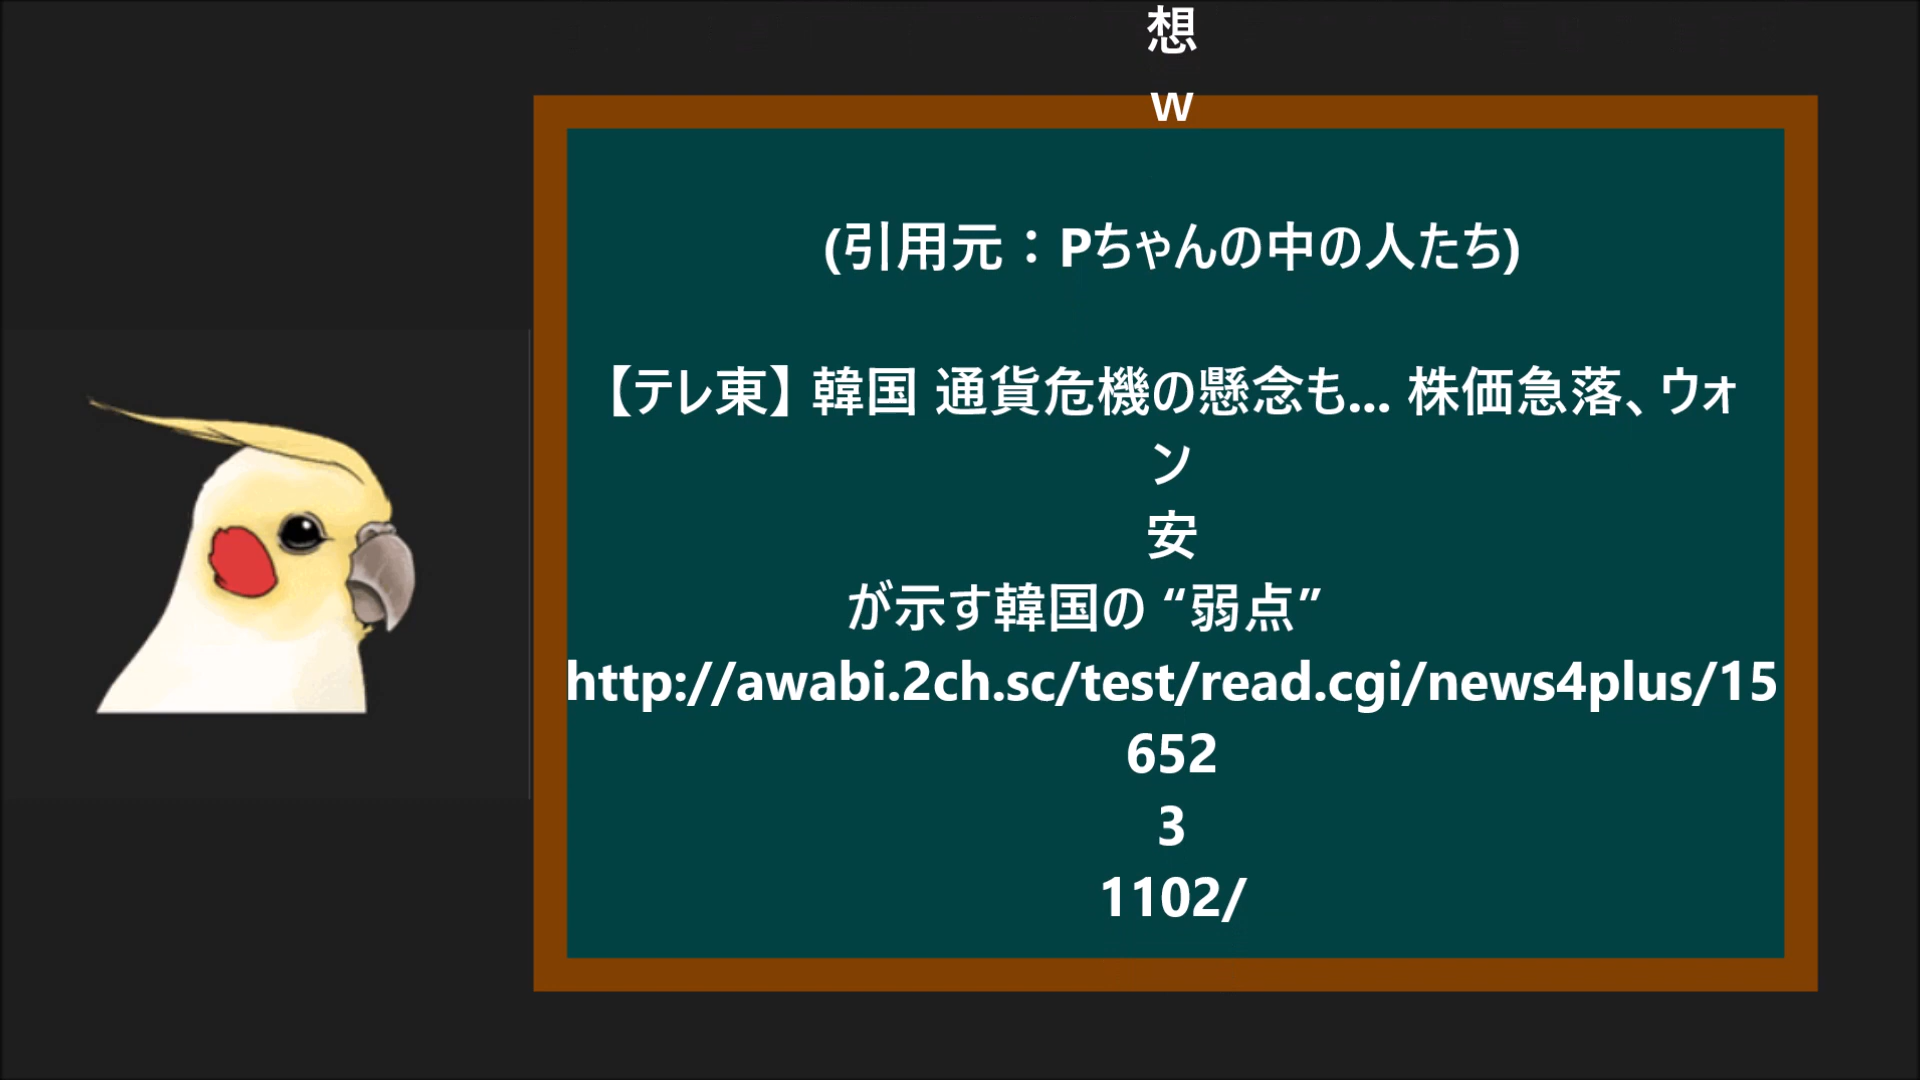 想
w
(引用元：Pちゃんの中の人たち)
【テレ東】韓国 通貨危機の懸念も... 株価急落、ウォ
ン
安
が示す韓国の “弱点”
http://awabi.2ch.sc/test/read.cgi/news4plus/15
652
3
1102/